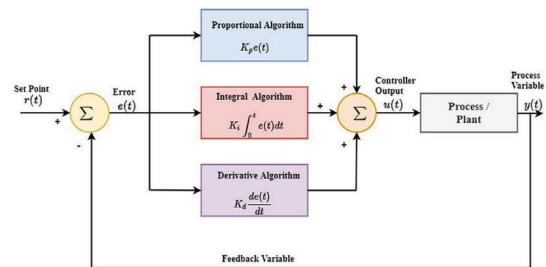 Proportional Algorithm
K_p e(t)
Set Point
r(t)
+
-
Σ
Error
e(t)
Integral Algorithm
K_i ∫_0^t e(t)dt
Derivative Algorithm
K_d de(t)/dt
+
+
+
Σ
Controller
Output
u(t)
Process /
Plant
Process
Variable
y(t)
Feedback Variable